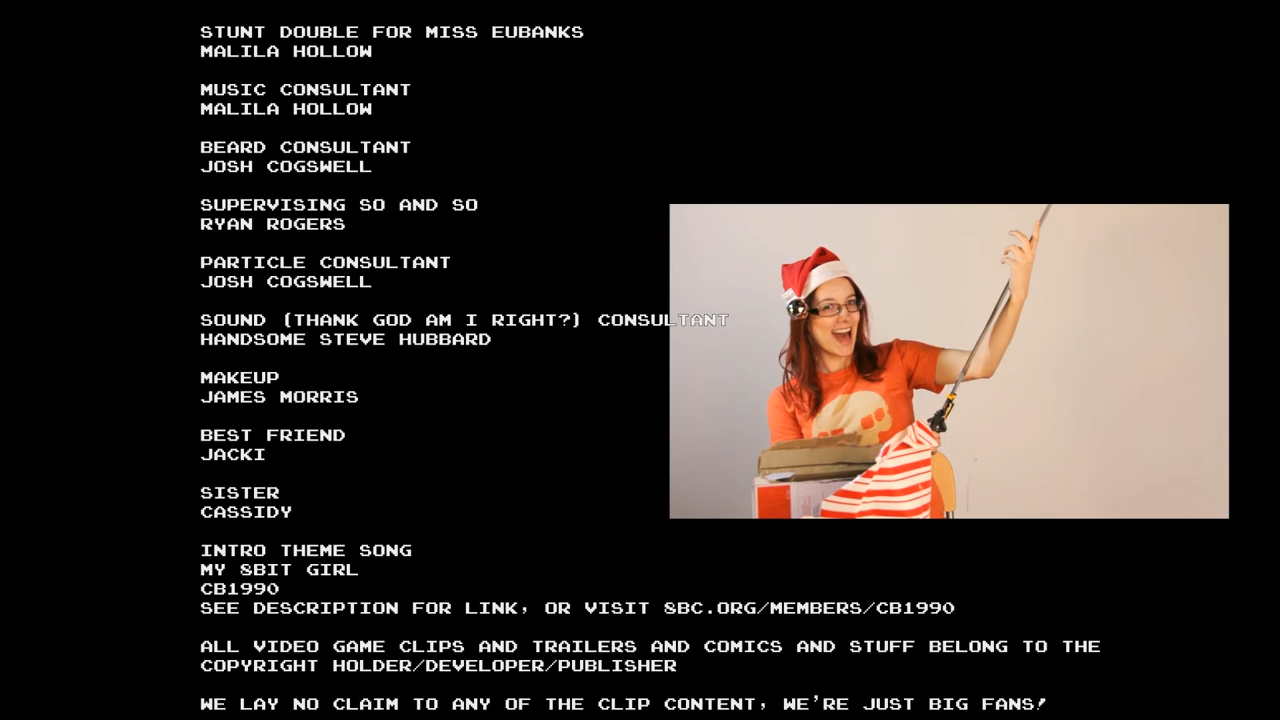 STUNT DOUBLE FOR MISS EUBANKS
MALILA HOLLOW
MUSIC CONSULTANT
MALILA HOLLOW
BEARD CONSULTANT
JOSH COGSWELL
SUPERVISING SO AND SO
RYAN ROGERS
PARTICLE CONSULTANT
JOSH COGSWELL
SOUND (THANK GOD AM I RIGHT?) CONSULTANT
HANDSOME STEVE HUBBARD
MAKEUP
JAMES MORRIS
BEST FRIEND
JACKI
SISTER
CASSIDY
INTRO THEME SONG
MY 8BIT GIRL
CB1990
SEE DESCRIPTION FOR LINK, OR VISIT 8BC.ORG/MEMBERS/CB1990
ALL VIDEO GAME CLIPS AND TRAILERS AND COMICS AND STUFF BELONG TO THE
COPYRIGHT HOLDER/DEVELOPER/PUBLISHER
WE LAY NO CLAIM TO ANY OF THE CLIP CONTENT, WE'RE JUST BIG FANS!